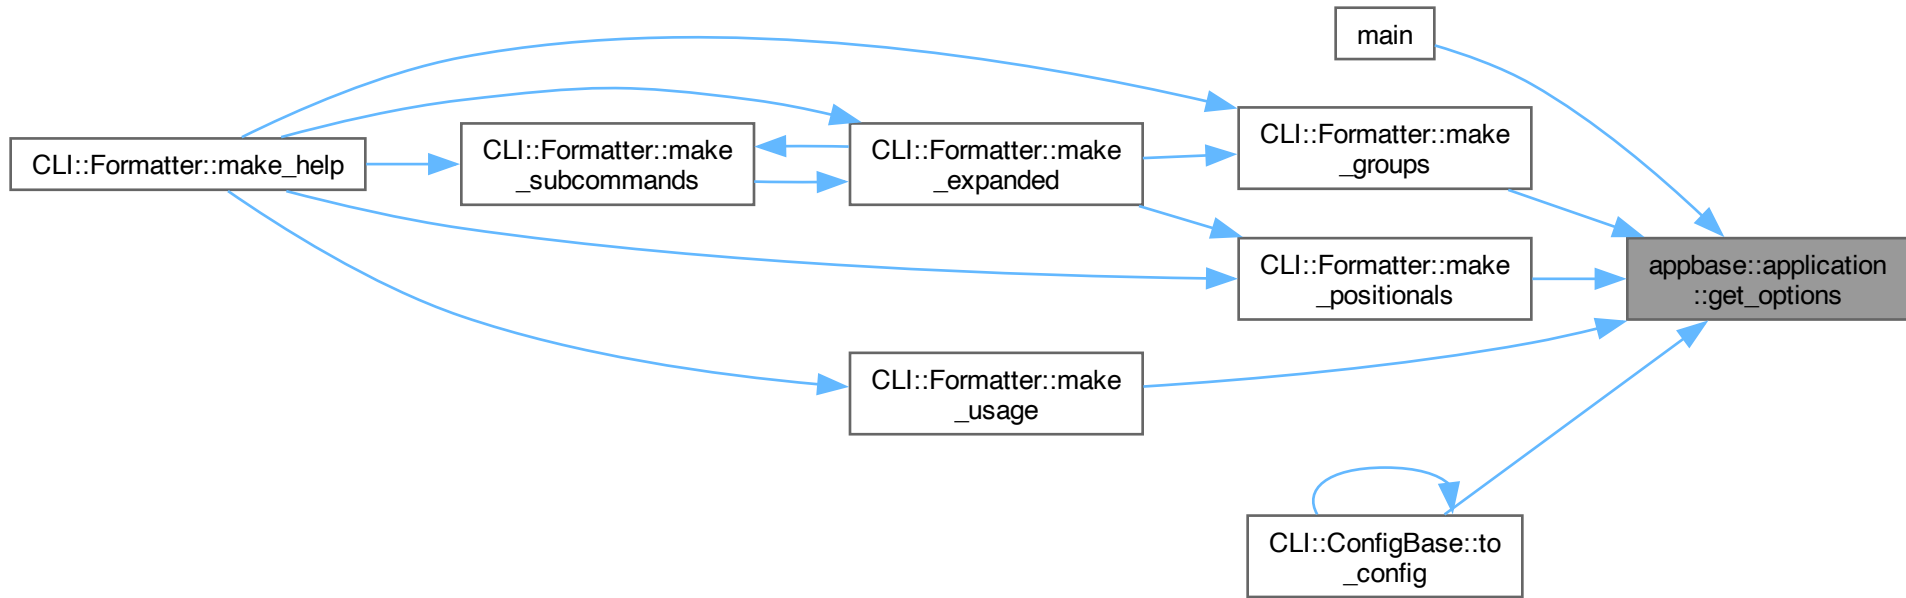 main
CLI::Formatter::make
_groups
CLI::Formatter::make_help
CLI::Formatter::make
_subcommands
CLI::Formatter::make
_expanded
CLI::Formatter::make
_positionals
appbase::application
::get_options
CLI::Formatter::make
_usage
CLI::ConfigBase::to
_config